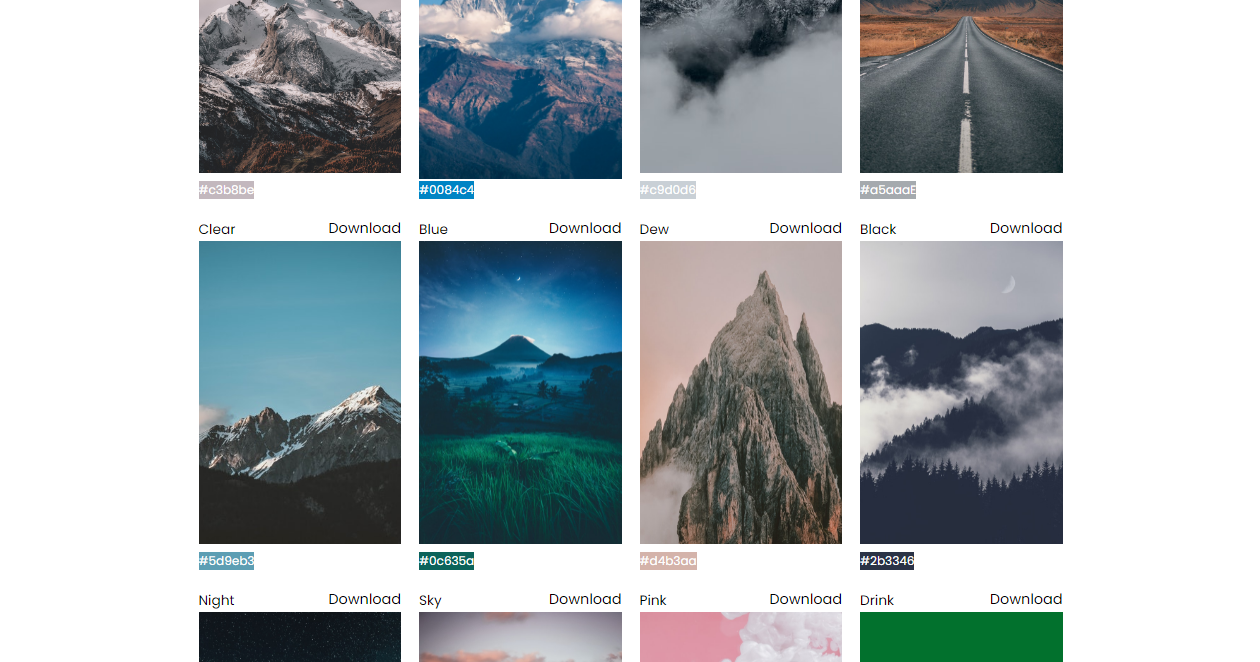 #c3b8be #0084c4 #c9d0d6 #a5aaaE
Clear Download Blue Download Dew Download Black Download
#5d9eb3 #0c635a #d4b3aa #2b3346
Night Download Sky Download Pink Download Drink Download